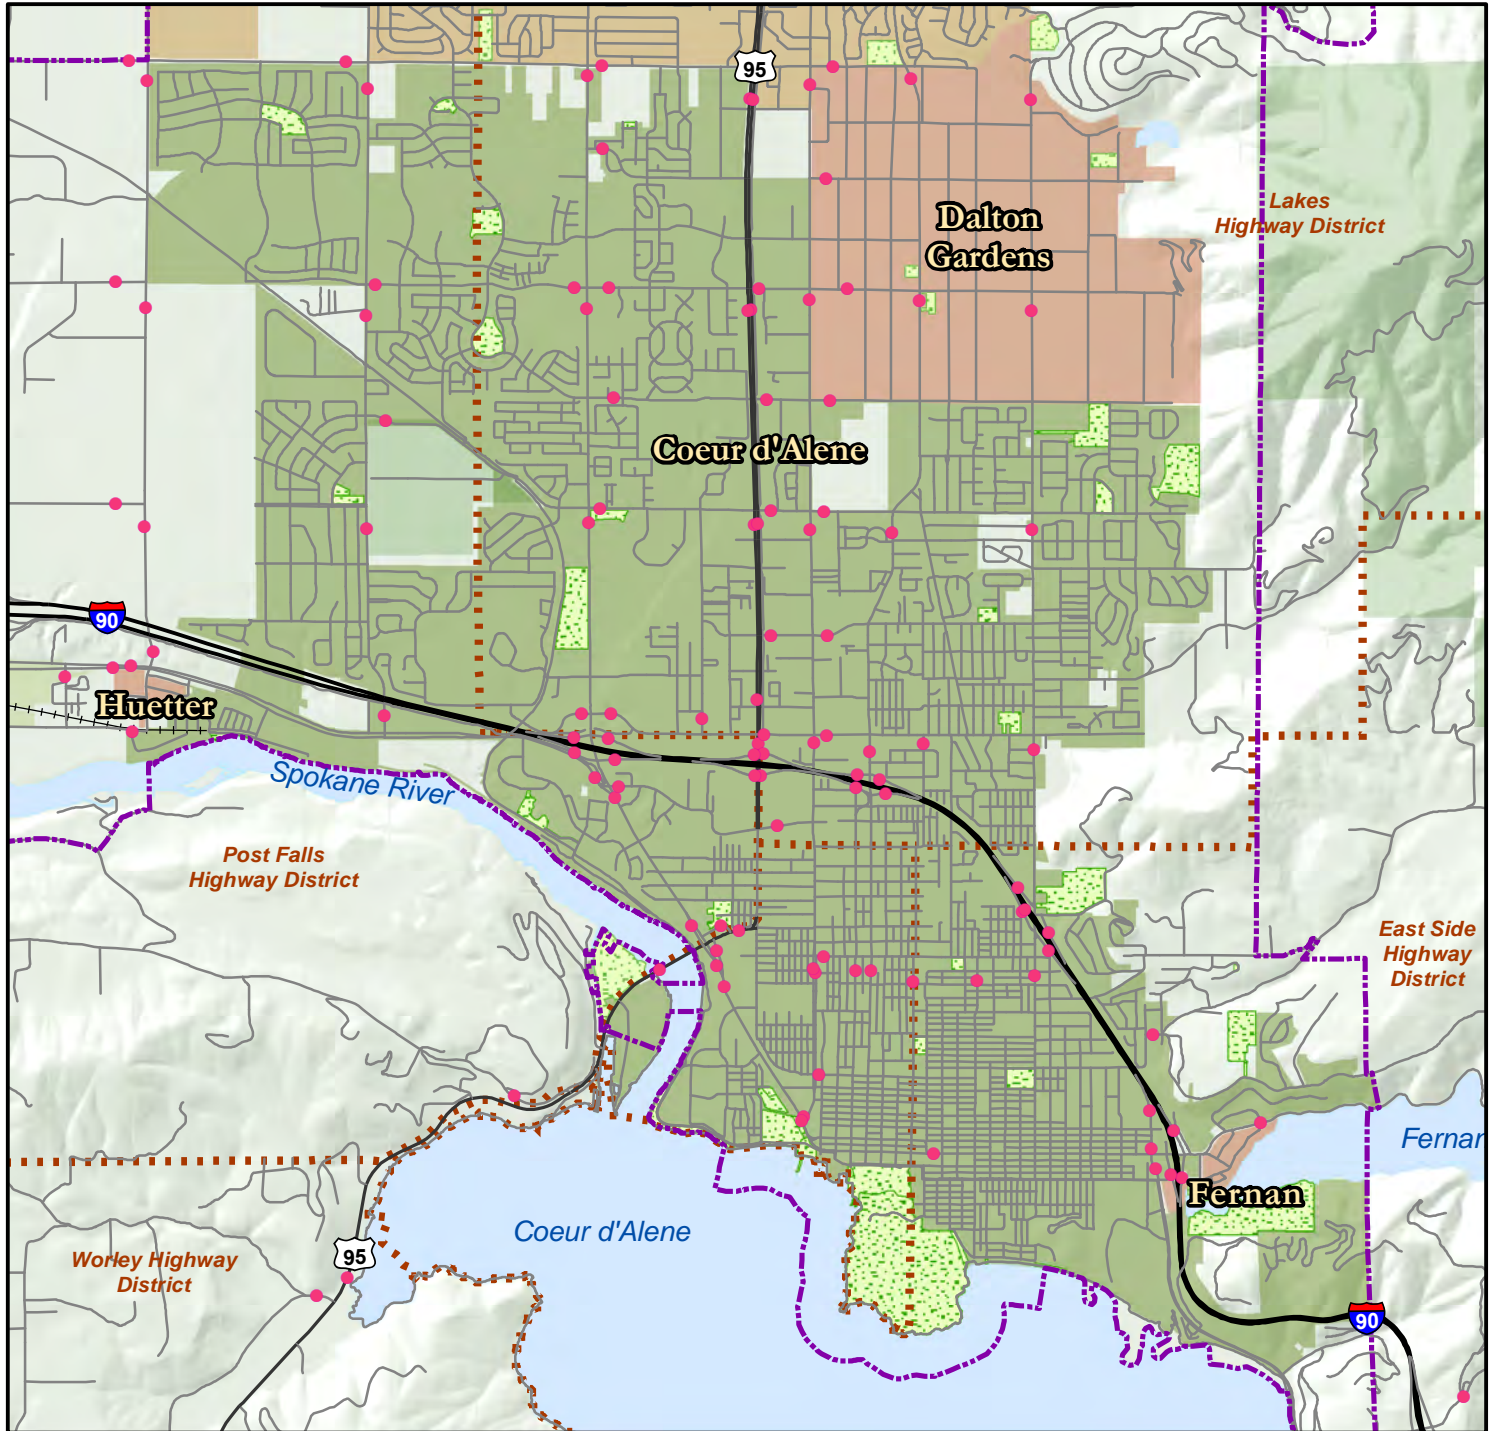 95
Lakes
Highway District
Dalton
Gardens
Coeur d'Alene
90
Huetter
Spokane River
Post Falls
Highway District
East Side
Highway
District
Fernan
Fernan
Coeur d'Alene
Worley Highway
District
95
90